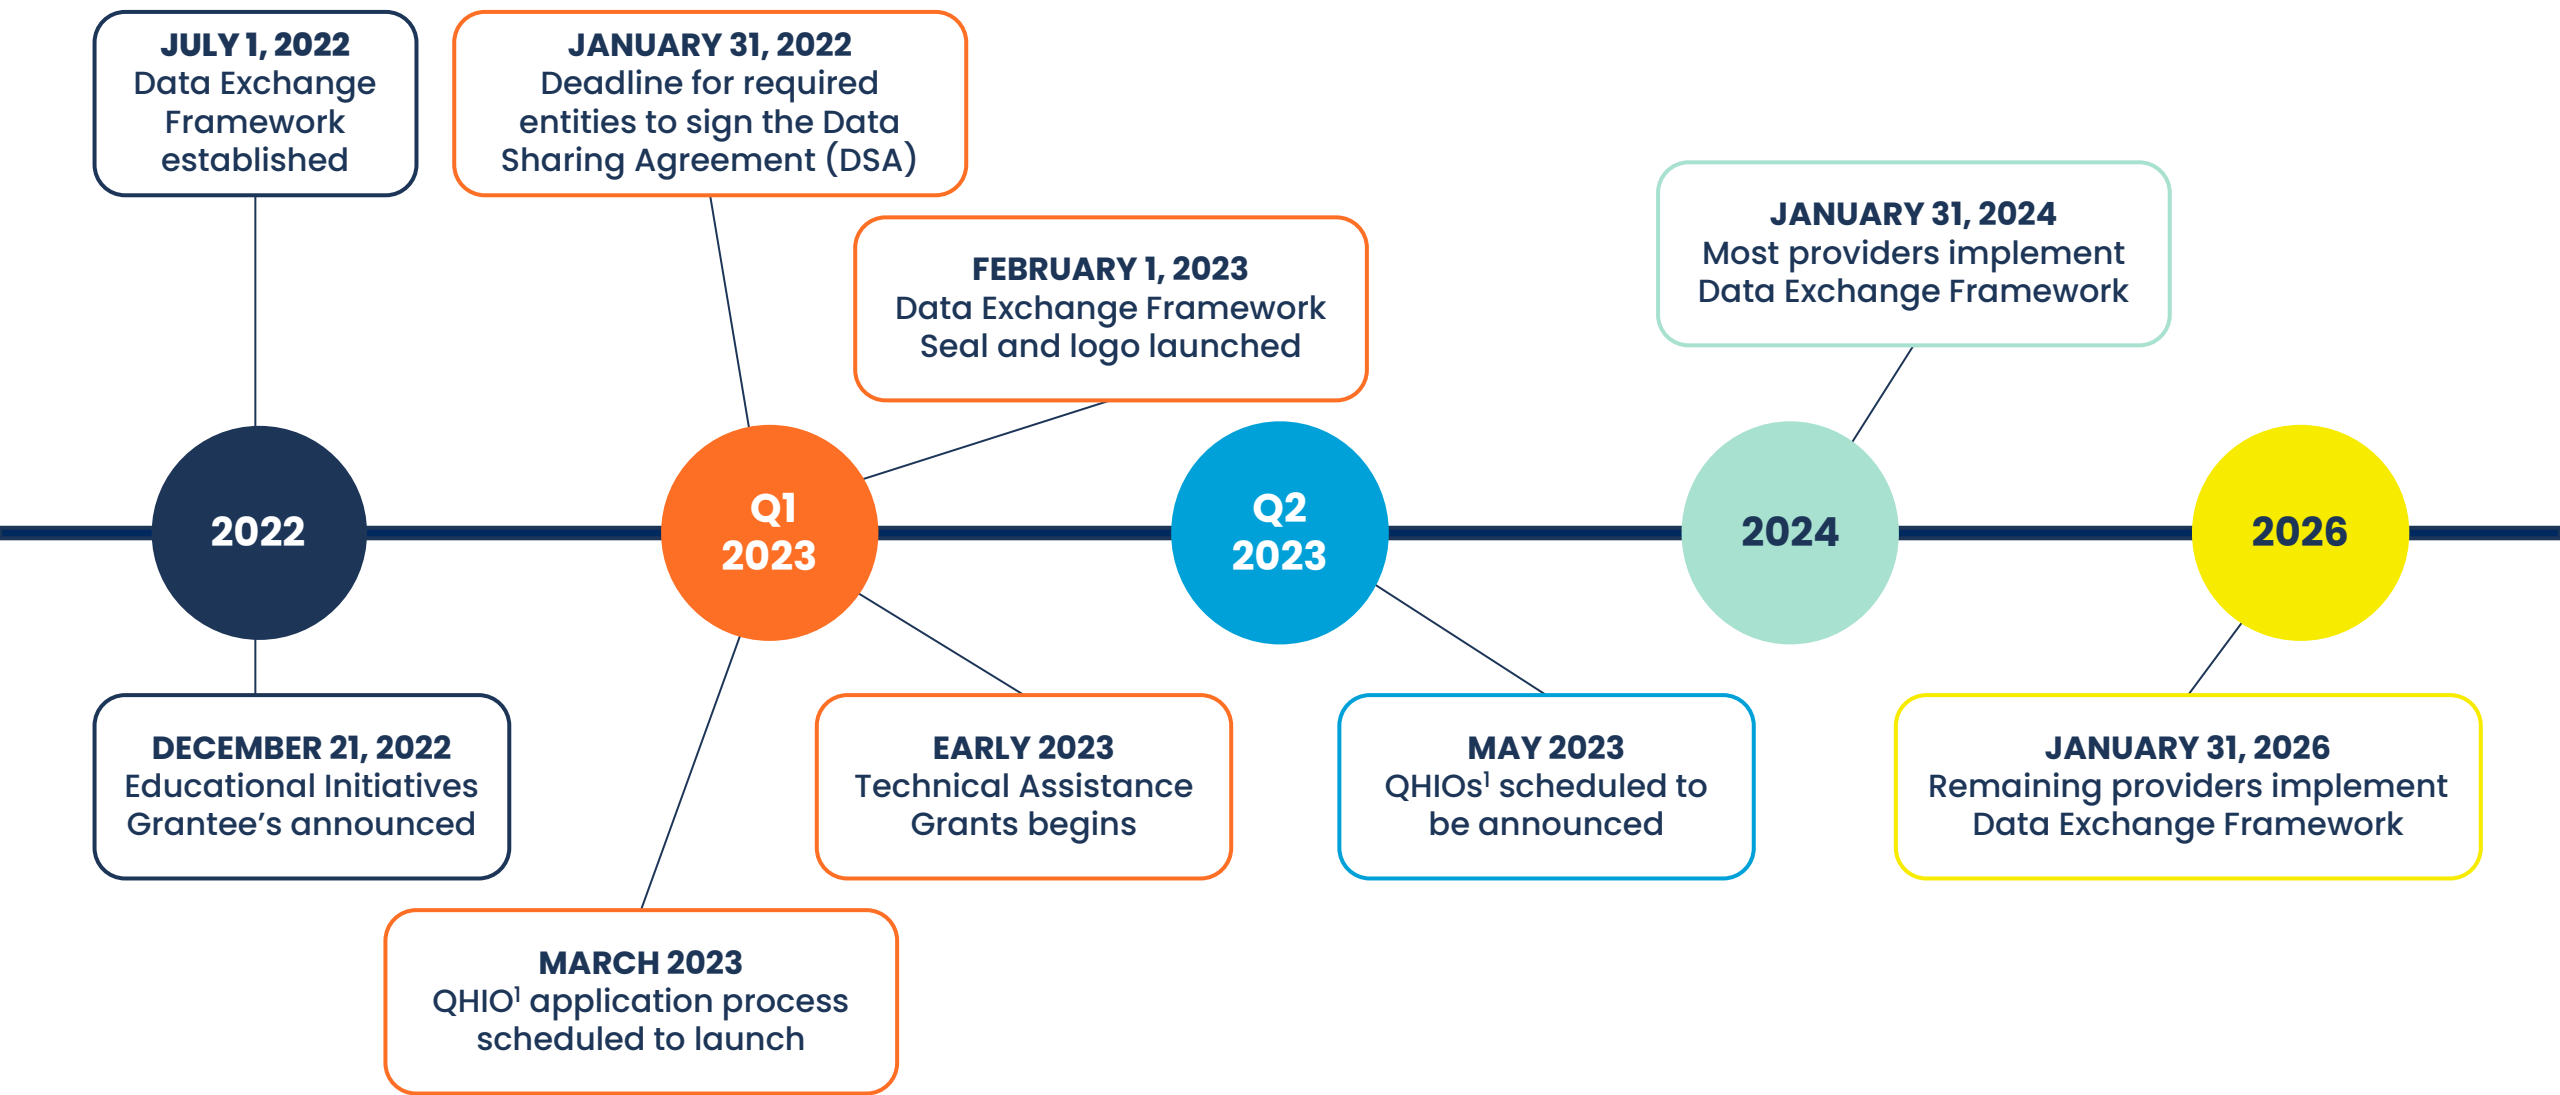 JULY 1, 2022
Data Exchange
Framework
established
JANUARY 31, 2022
Deadline for required
entities to sign the Data
Sharing Agreement (DSA)
FEBRUARY 1, 2023
Data Exchange Framework
Seal and logo launched
JANUARY 31, 2024
Most providers implement
Data Exchange Framework
2022
Q1
2023
Q2
2023
2024
2026
DECEMBER 21, 2022
Educational Initiatives
Grantee’s announced
EARLY 2023
Technical Assistance
Grants begins
MAY 2023
QHIOs¹ scheduled to
be announced
JANUARY 31, 2026
Remaining providers implement
Data Exchange Framework
MARCH 2023
QHIO¹ application process
scheduled to launch